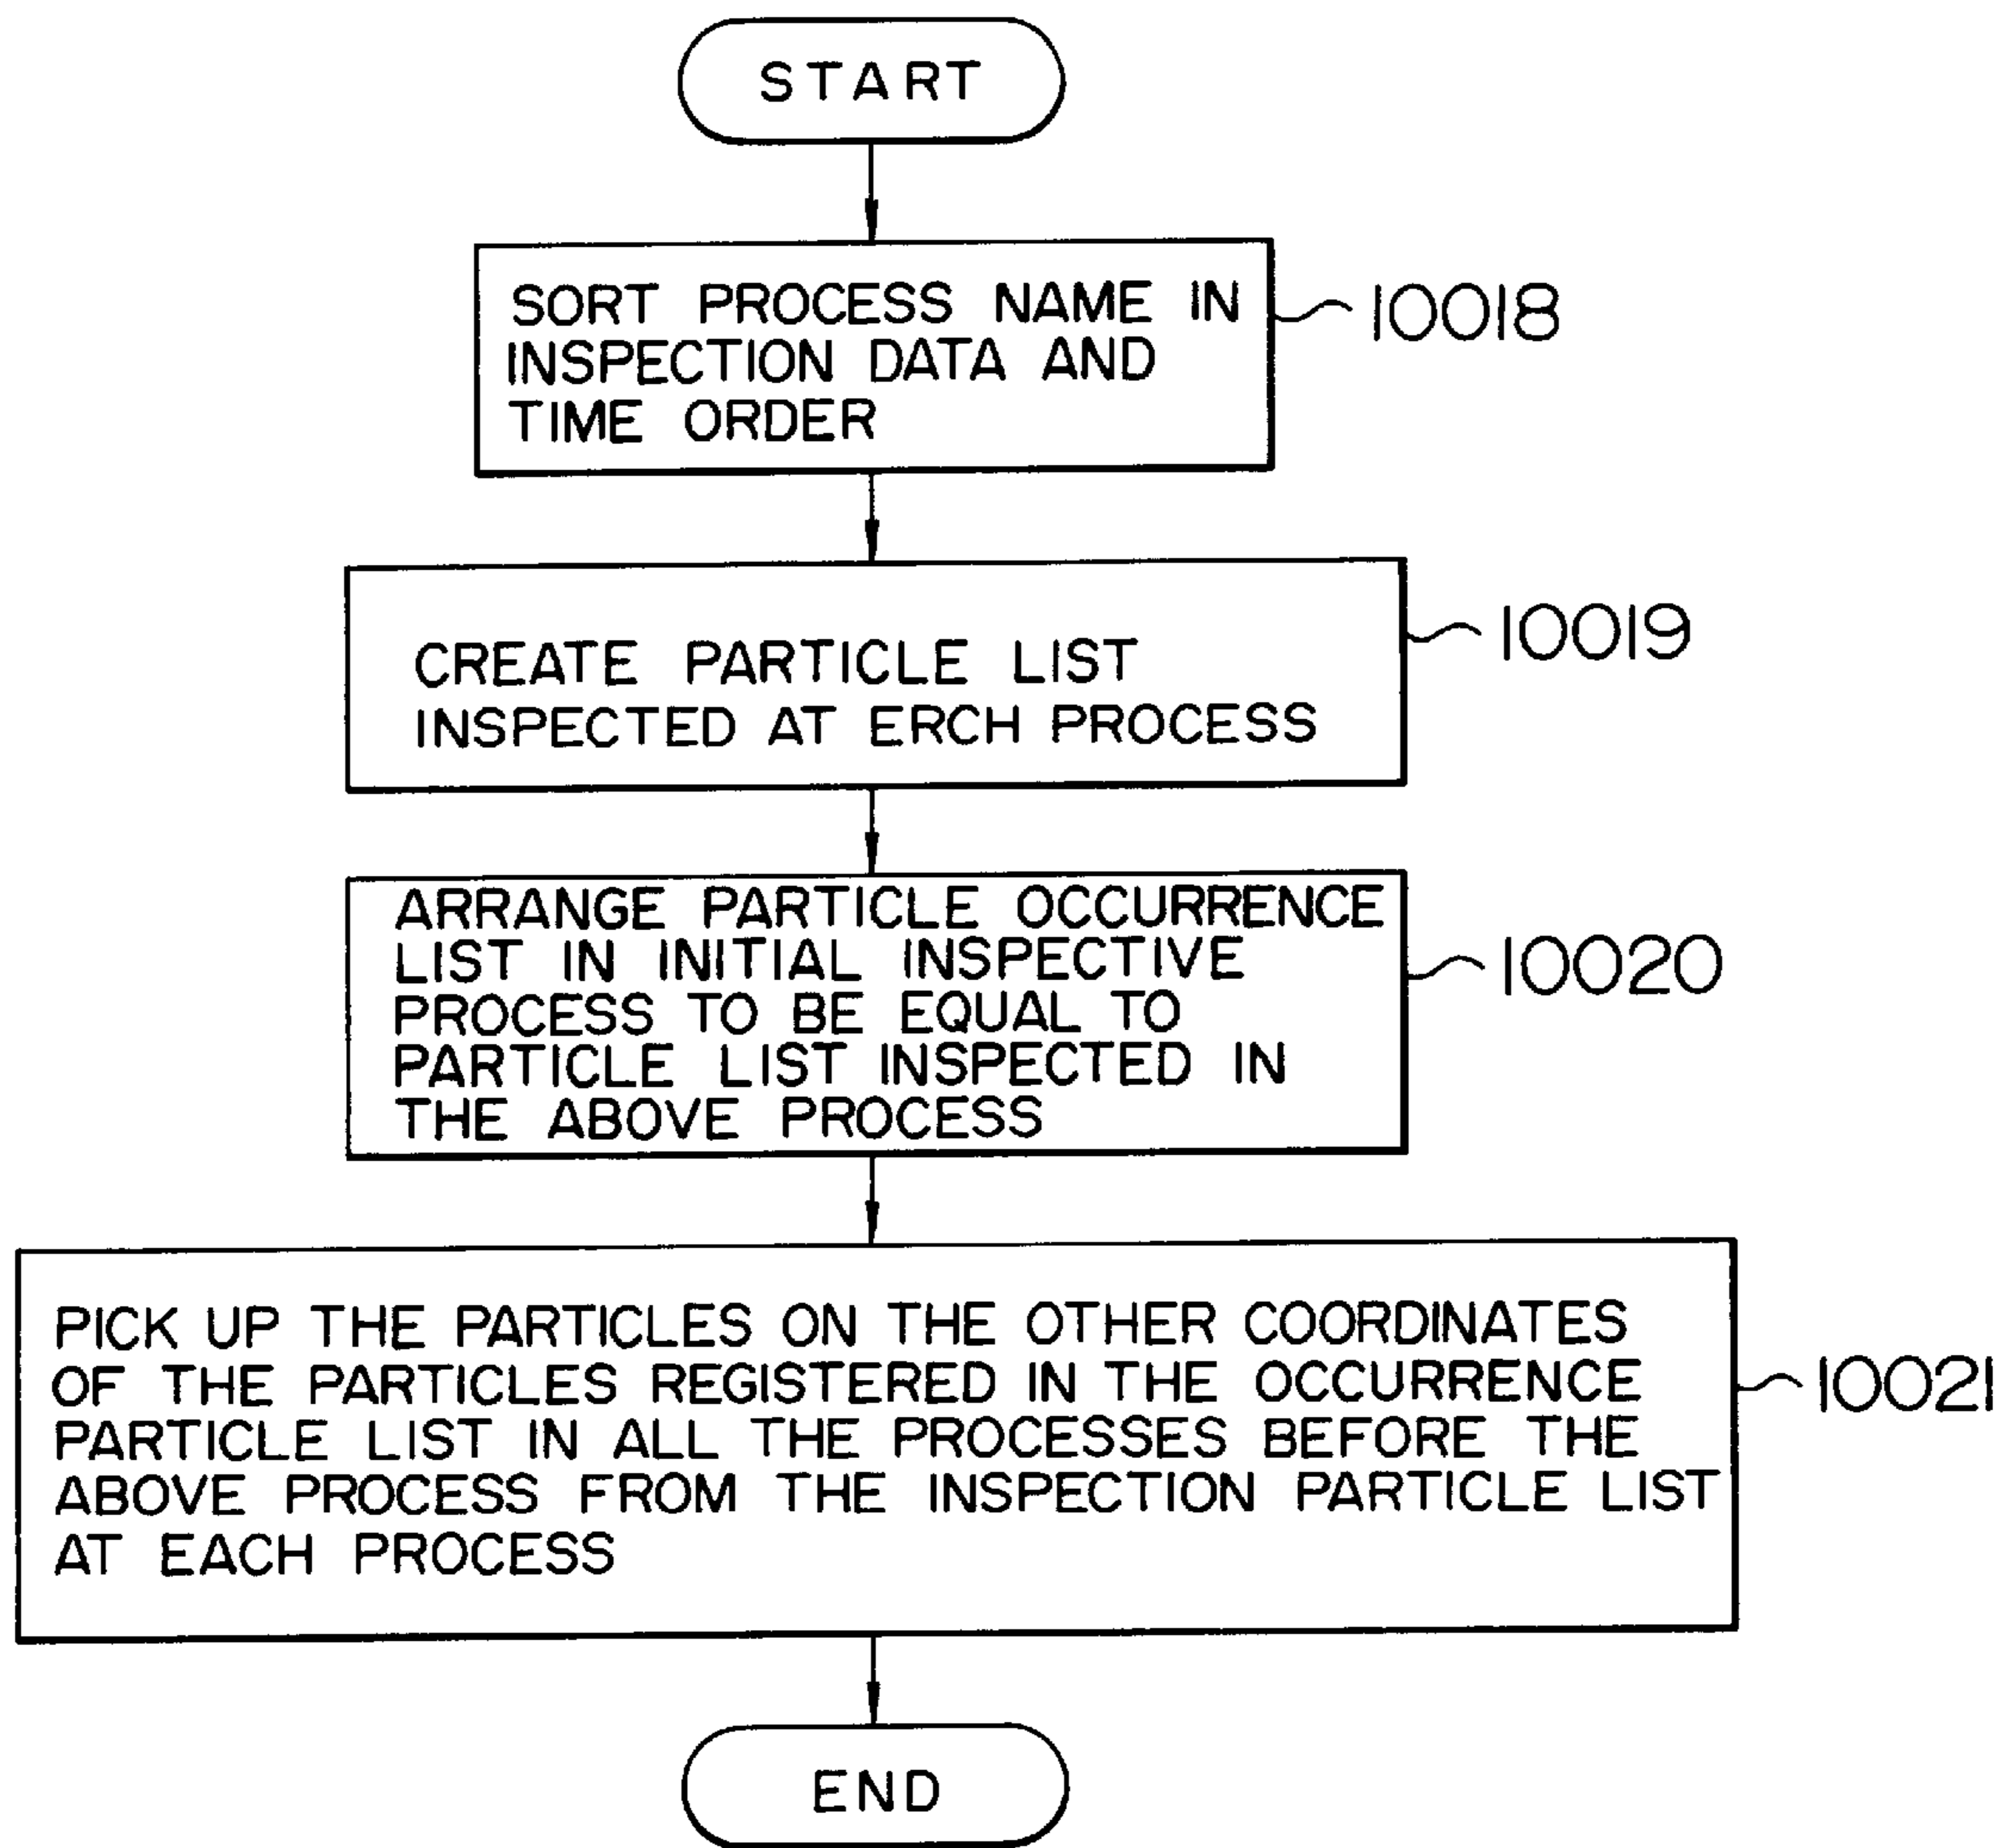 START
SORT PROCESS NAME IN
INSPECTION DATA AND
TIME ORDER
10018
CREATE PARTICLE LIST
INSPECTED AT ERCH PROCESS
10019
ARRANGE PARTICLE OCCURRENCE
LIST IN INITIAL INSPECTIVE
PROCESS TO BE EQUAL TO
PARTICLE LIST INSPECTED IN
THE ABOVE PROCESS
10020
PICK UP THE PARTICLES ON THE OTHER COORDINATES
OF THE PARTICLES REGISTERED IN THE OCCURRENCE
PARTICLE LIST IN ALL THE PROCESSES BEFORE THE
ABOVE PROCESS FROM THE INSPECTION PARTICLE LIST
AT EACH PROCESS
10021
END